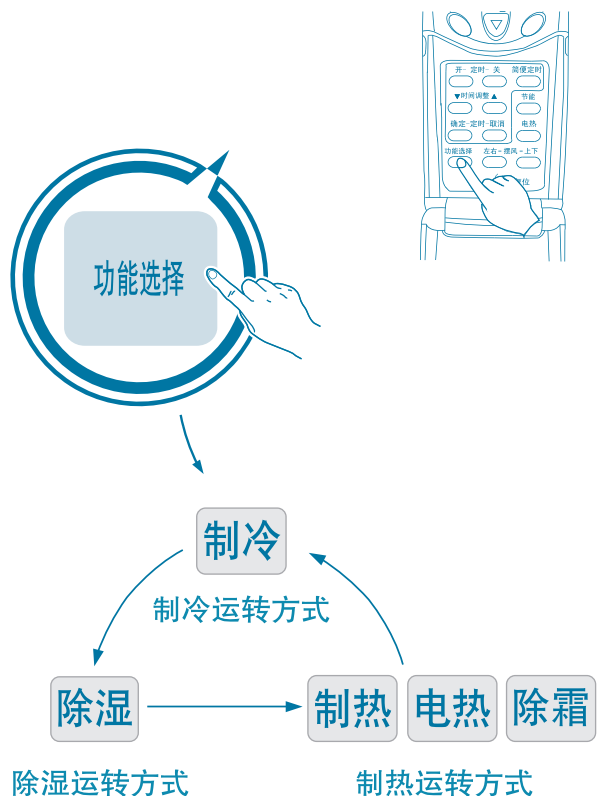 开- 定时- 关 简便定时
▼时间调整▲ 节能
确定-定时-取消 电热
功能选择 左右-摆风-上下
位
功能选择
制冷
制冷运转方式
除湿 制热 电热 除霜
除湿运转方式 制热运转方式